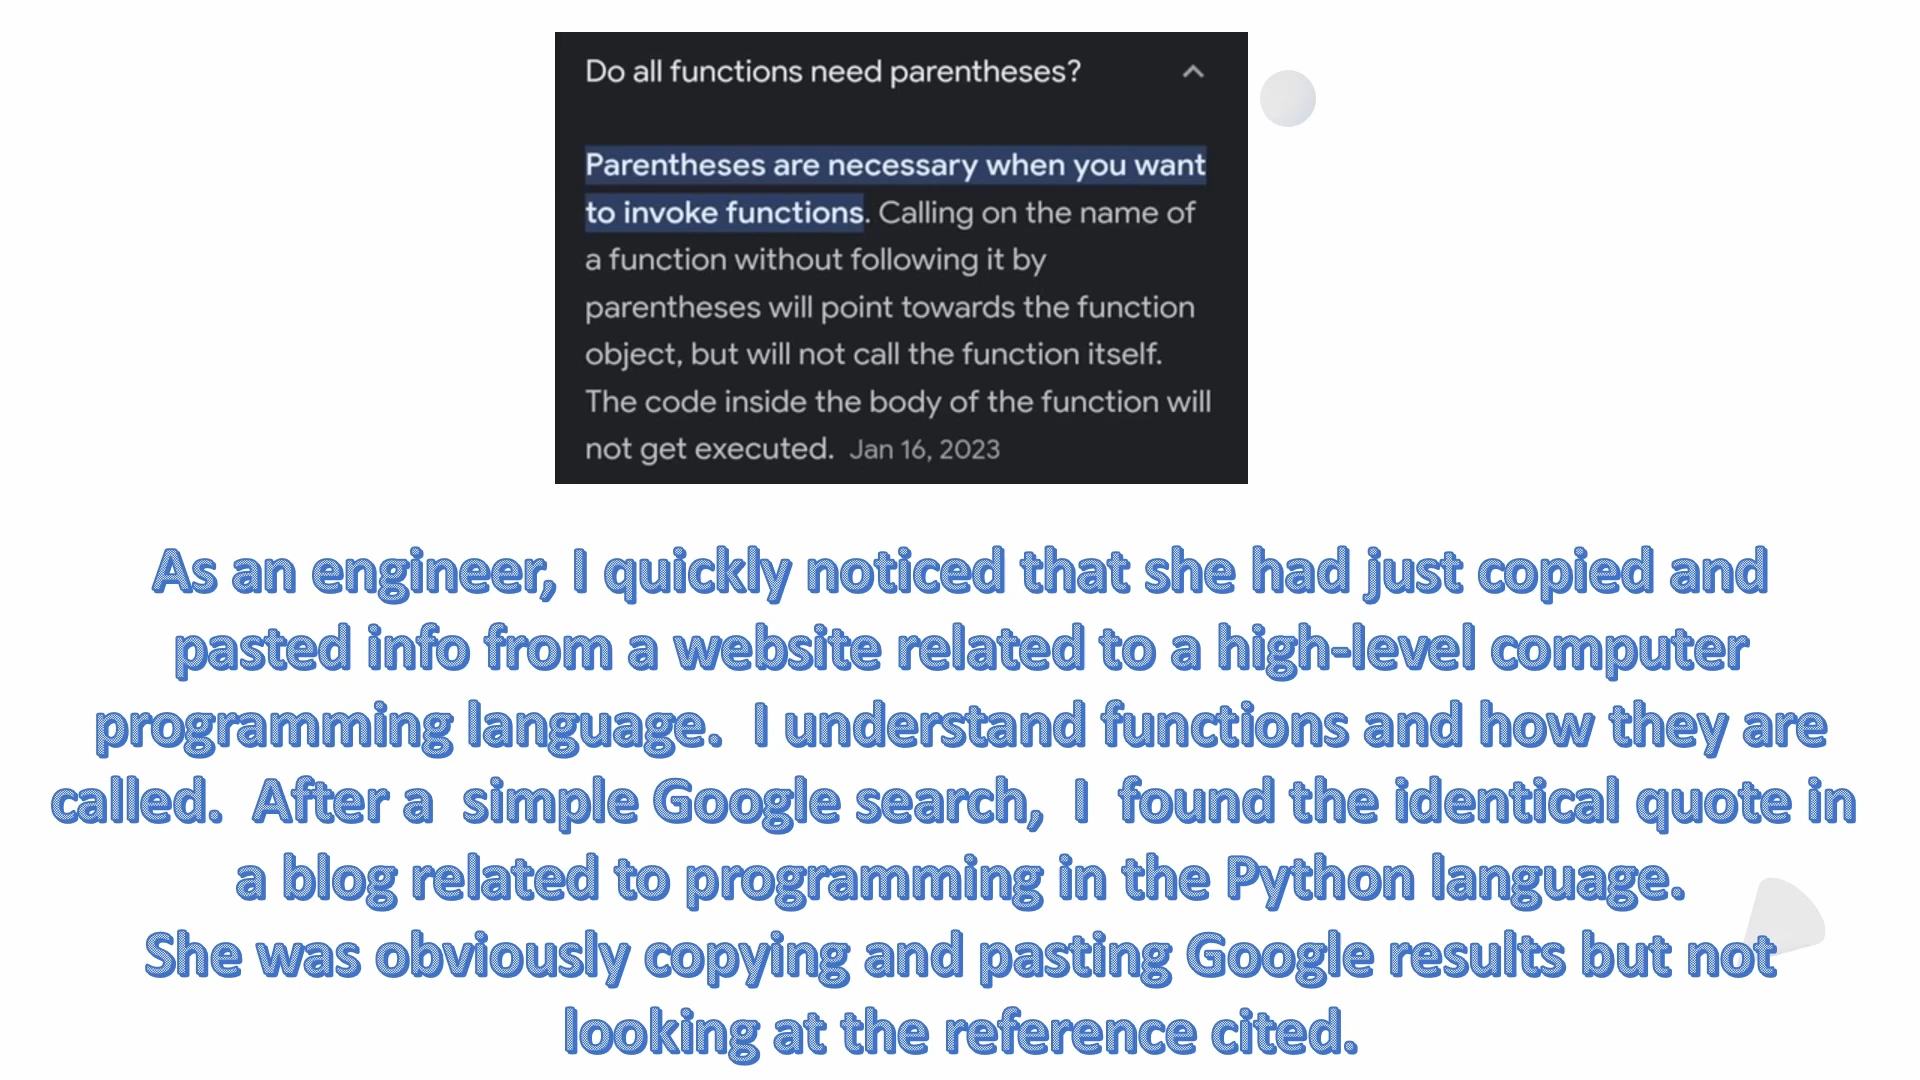 Do all functions need parentheses?
Parentheses are necessary when you want
to invoke functions. Calling on the name of
a function without following it by
parentheses will point towards the function
object, but will not call the function itself.
The code inside the body of the function will
not get executed. Jan 16, 2023
As an engineer, I quickly noticed that she had just copied and
pasted info from a website related to a high-level computer
programming language. I understand functions and how they are
called. After a simple Google search, I found the identical quote in
a blog related to programming in the Python language.
She was obviously copying and pasting Google results but not
looking at the reference cited.